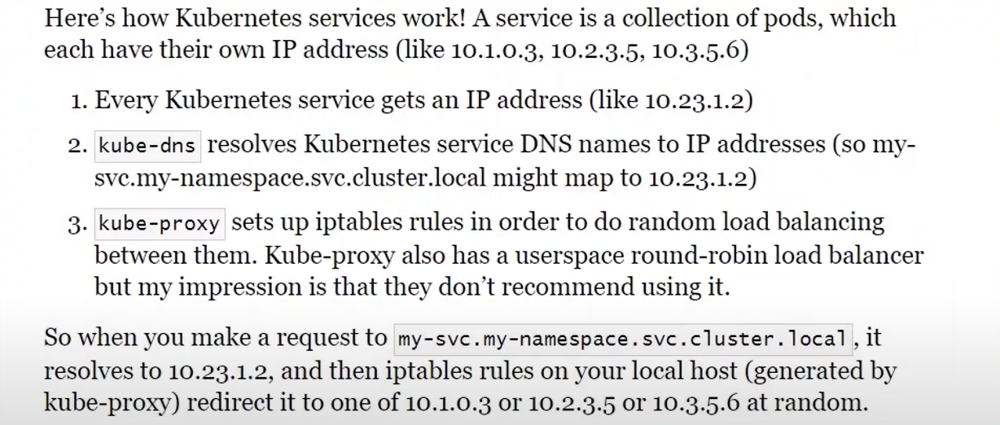 Here’s how Kubernetes services work! A service is a collection of pods, which
each have their own IP address (like 10.1.0.3, 10.2.3.5, 10.3.5.6)
1. Every Kubernetes service gets an IP address (like 10.23.1.2)
2. kube-dns resolves Kubernetes service DNS names to IP addresses (so my-
svc.my-namespace.svc.cluster.local might map to 10.23.1.2)
3. kube-proxy sets up iptables rules in order to do random load balancing
between them. Kube-proxy also has a userspace round-robin load balancer
but my impression is that they don’t recommend using it.
So when you make a request to my-svc.my-namespace.svc.cluster.local, it
resolves to 10.23.1.2, and then iptables rules on your local host (generated by
kube-proxy) redirect it to one of 10.1.0.3 or 10.2.3.5 or 10.3.5.6 at random.